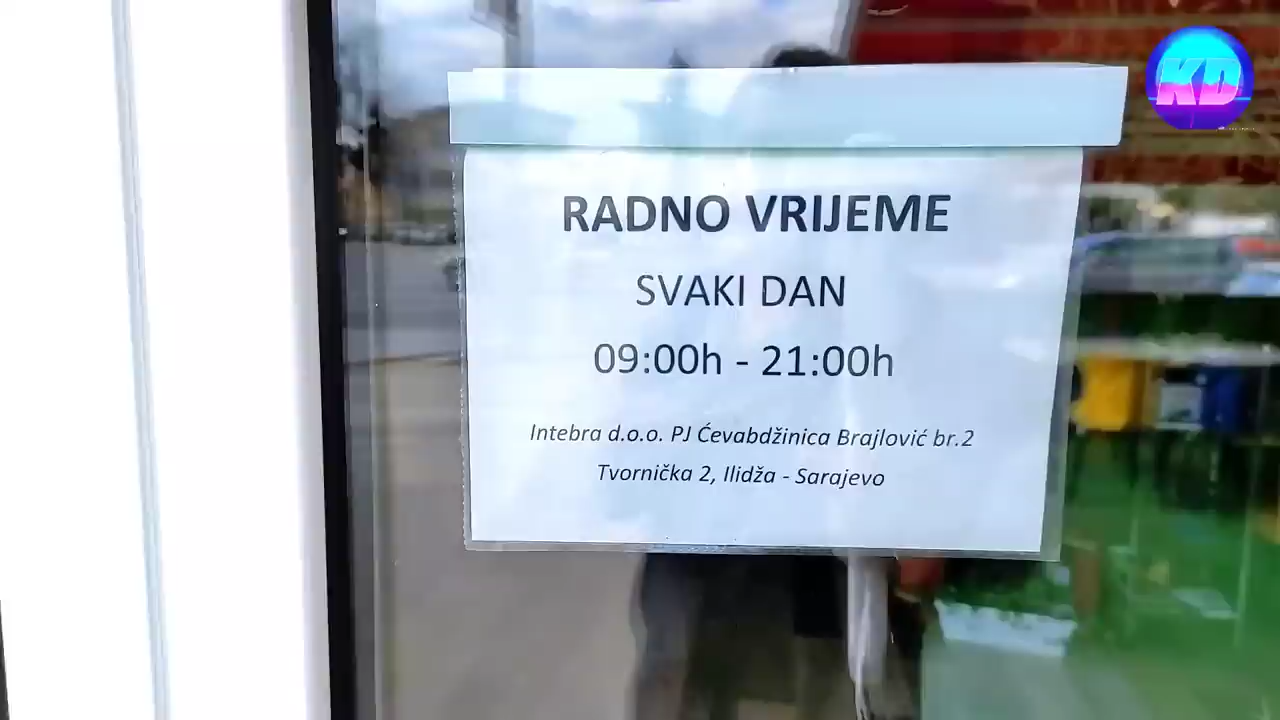 KD
RADNO VRIJEME
SVAKI DAN
09:00h - 21:00h
Intebra d.o.o. PJ Ćevabdžinica Brajlović br.2
Tvornička 2, Ilidža - Sarajevo